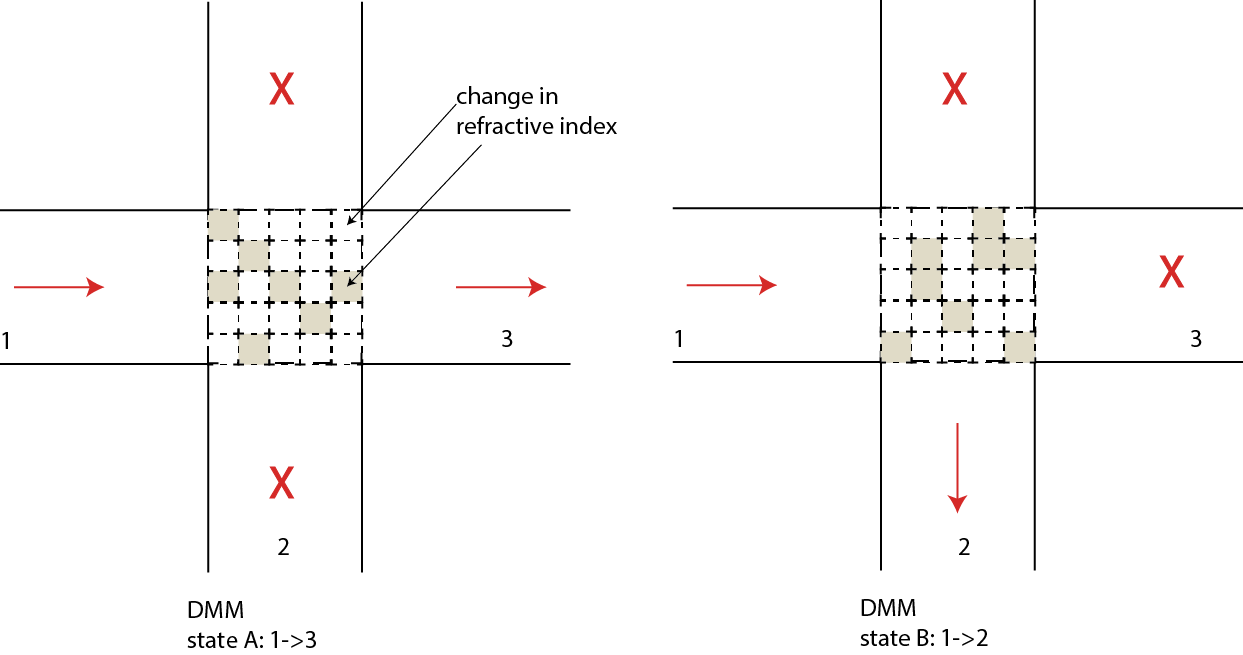 X
X
change in
refractive index
X
1
3
1
3
X
2
2
DMM
state A: 1->3
DMM
state B: 1->2